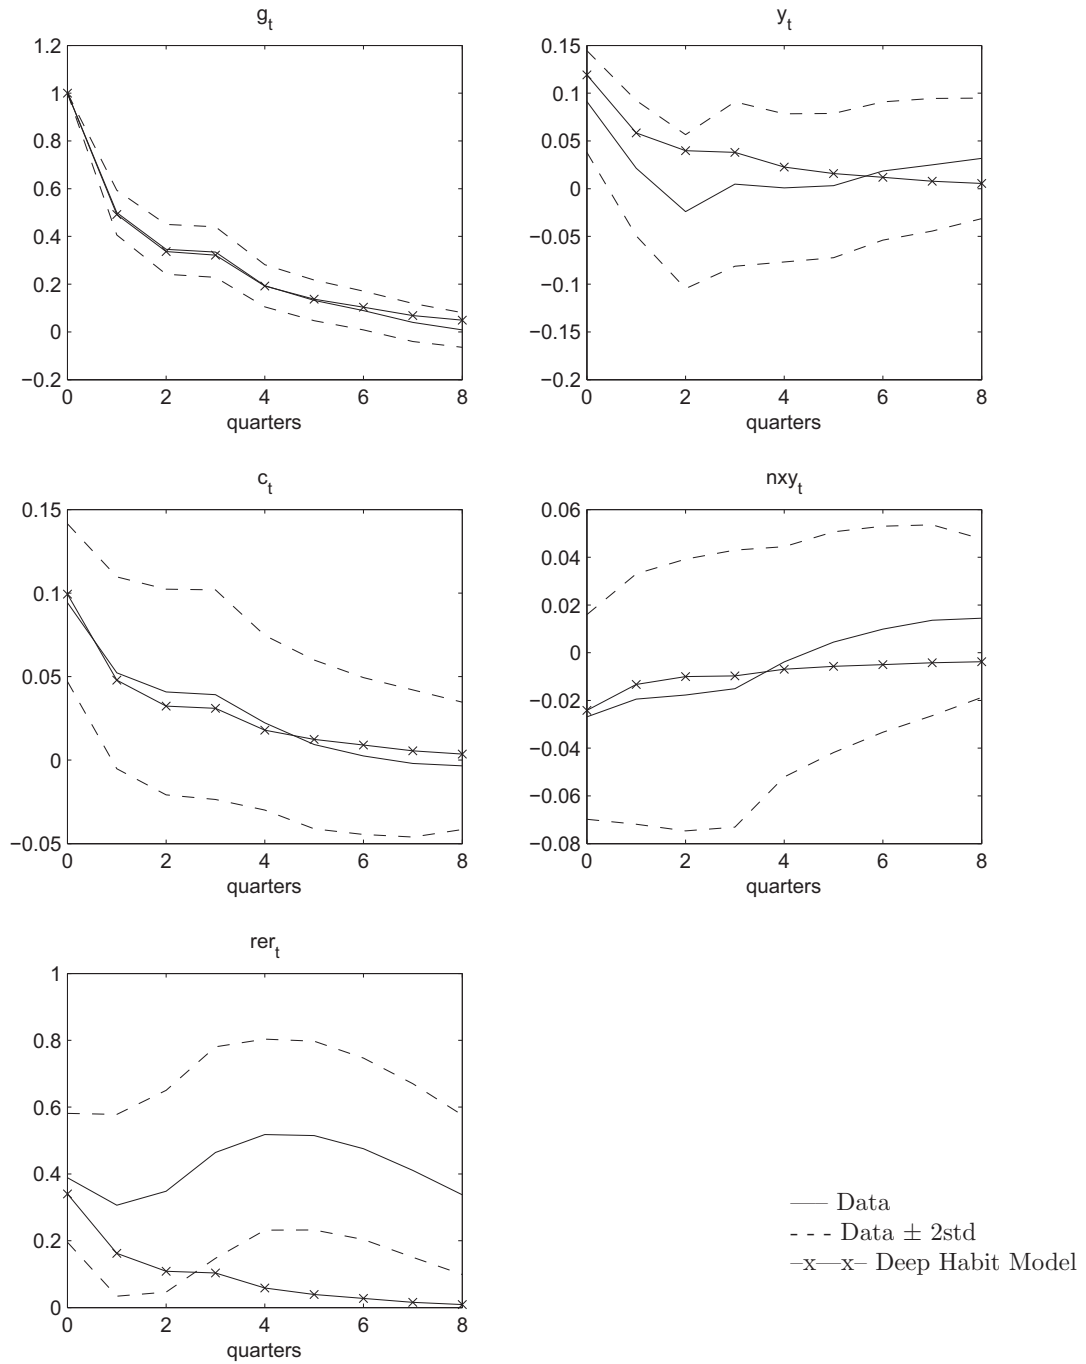 g_t
1.2
1
0.8
0.6
0.4
0.2
0
−0.2
0 2 4 6 8
quarters
y_t
0.15
0.1
0.05
0
−0.05
−0.1
−0.15
−0.2
0 2 4 6 8
quarters
c_t
0.15
0.1
0.05
0
−0.05
0 2 4 6 8
quarters
nxy_t
0.06
0.04
0.02
0
−0.02
−0.04
−0.06
−0.08
0 2 4 6 8
quarters
rer_t
1
0.8
0.6
0.4
0.2
0
0 2 4 6 8
quarters
—— Data
- - - Data ± 2std
–x—x– Deep Habit Model